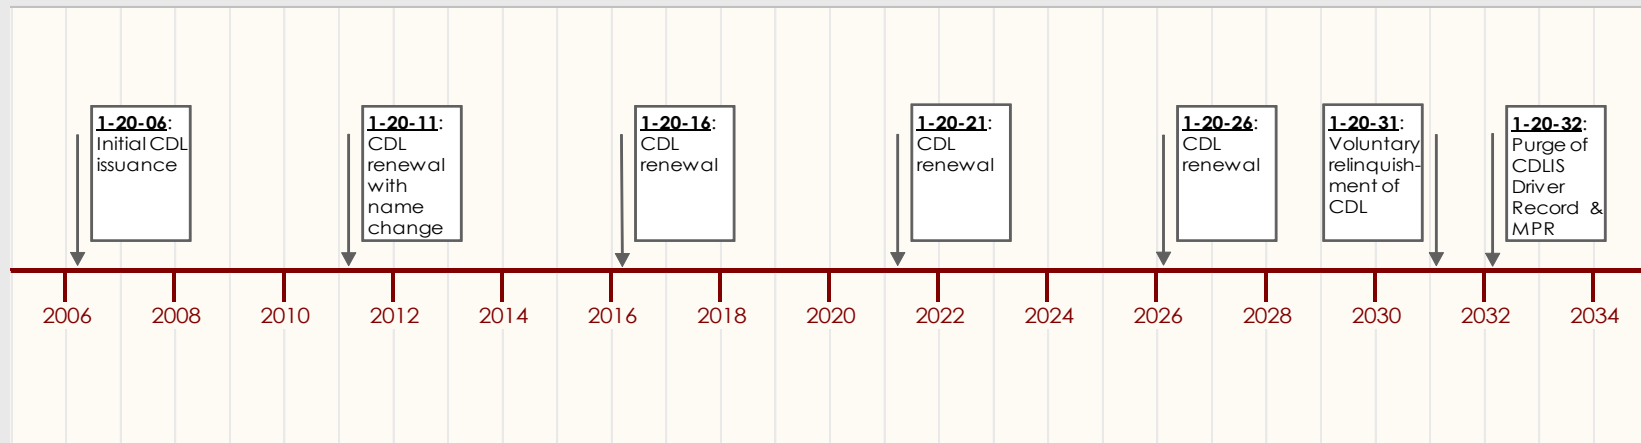 1-20-06:
Initial CDL
issuance
1-20-11:
CDL
renewal
with
name
change
1-20-16:
CDL
renewal
1-20-21:
CDL
renewal
1-20-26:
CDL
renewal
1-20-31:
Voluntary
relinquish-
ment of
CDL
1-20-32:
Purge of
CDLIS
Driver
Record &
MPR
2006 2008 2010 2012 2014 2016 2018 2020 2022 2024 2026 2028 2030 2032 2034